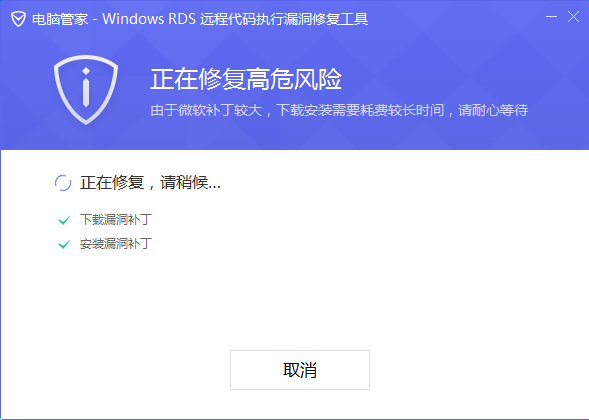 电脑管家 - Windows RDS 远程代码执行漏洞修复工具
正在修复高危风险
由于微软补丁较大，下载安装需要耗费较长时间，请耐心等待
正在修复，请稍候...
下载漏洞补丁
安装漏洞补丁
取消